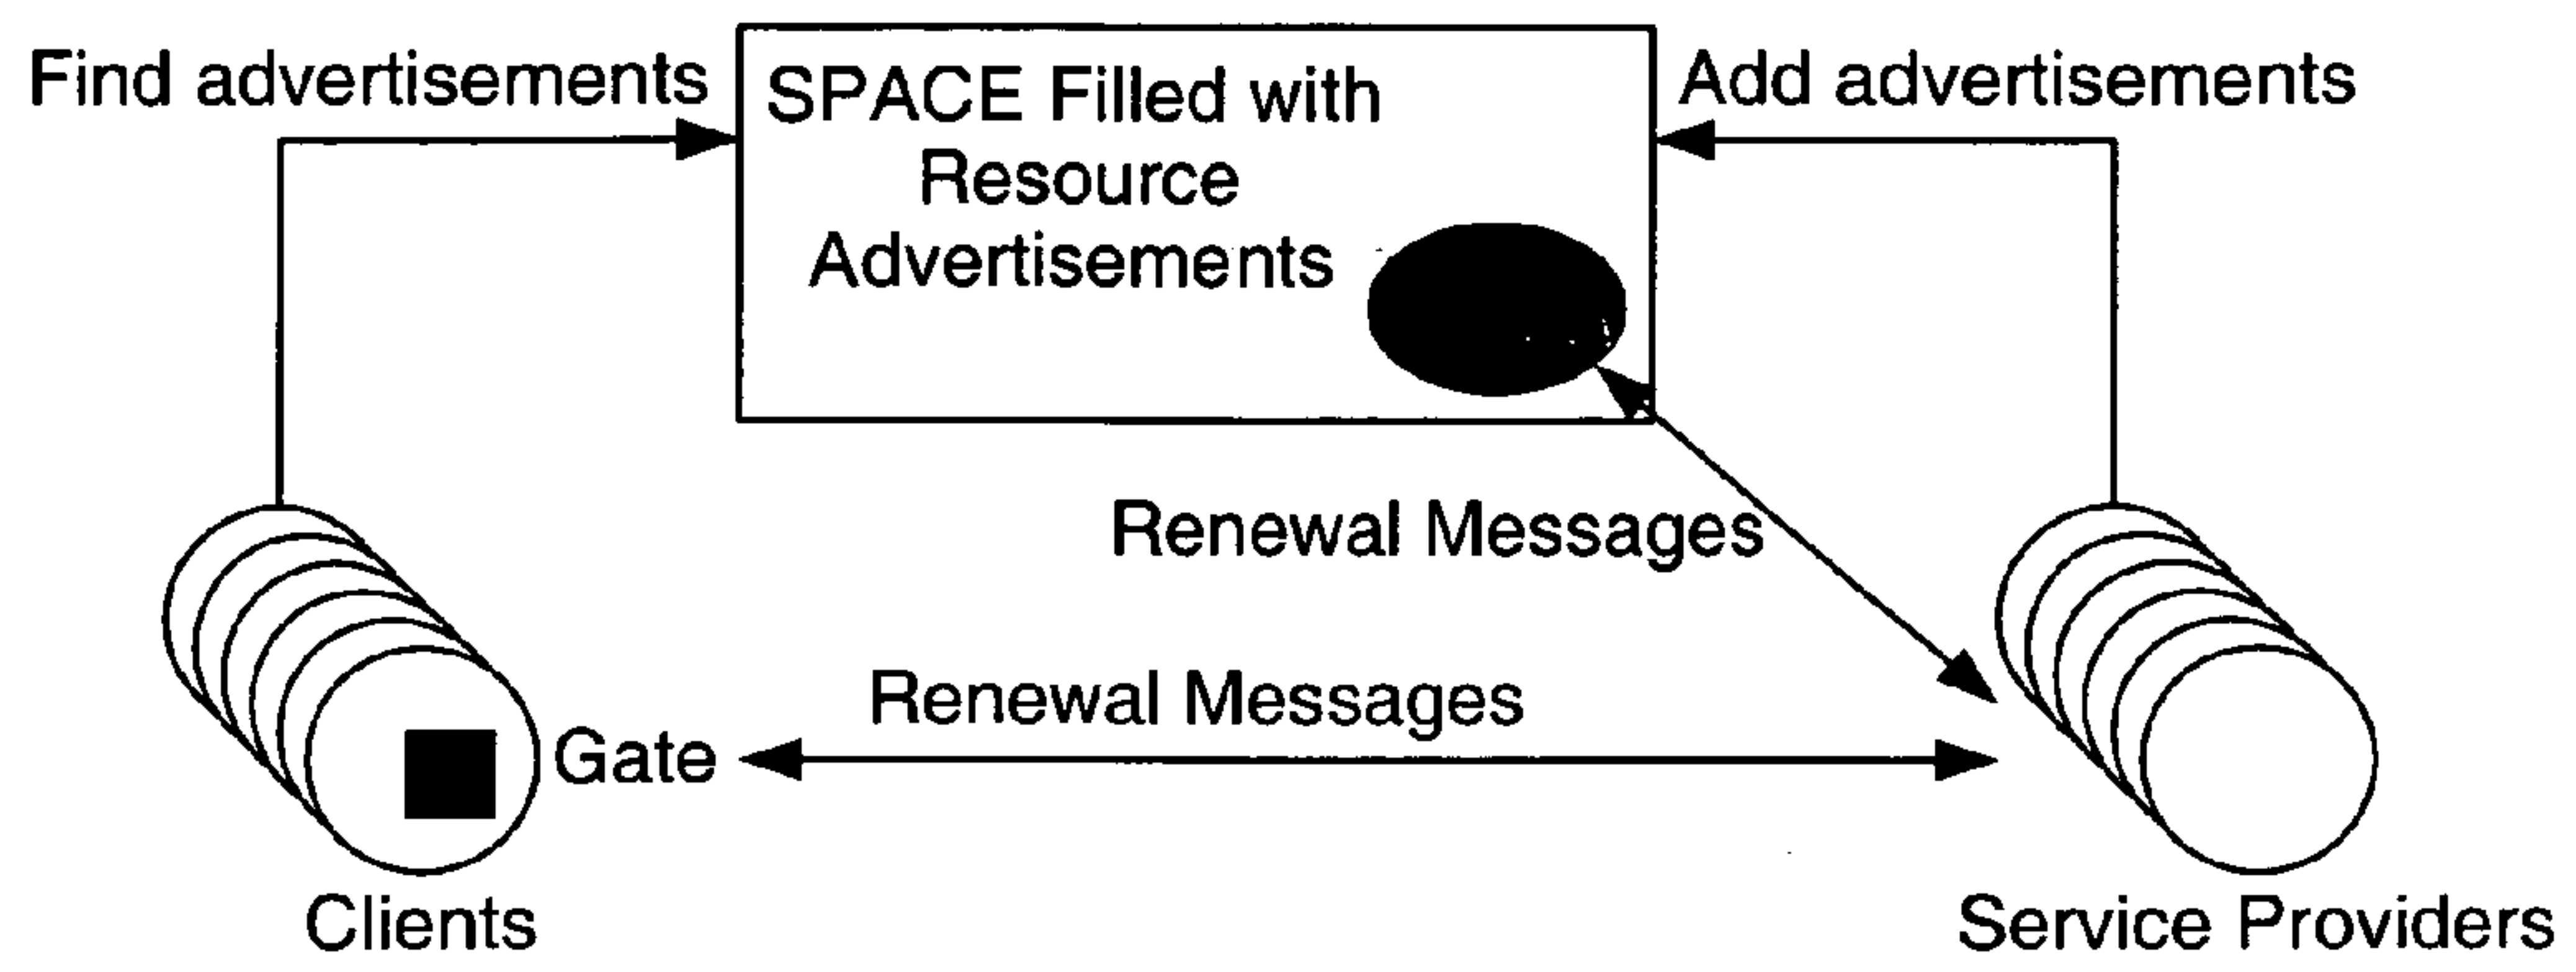 Find advertisements
SPACE Filled with
Resource
Advertisements
Add advertisements
Renewal Messages
Renewal Messages
Gate
Clients
Service Providers